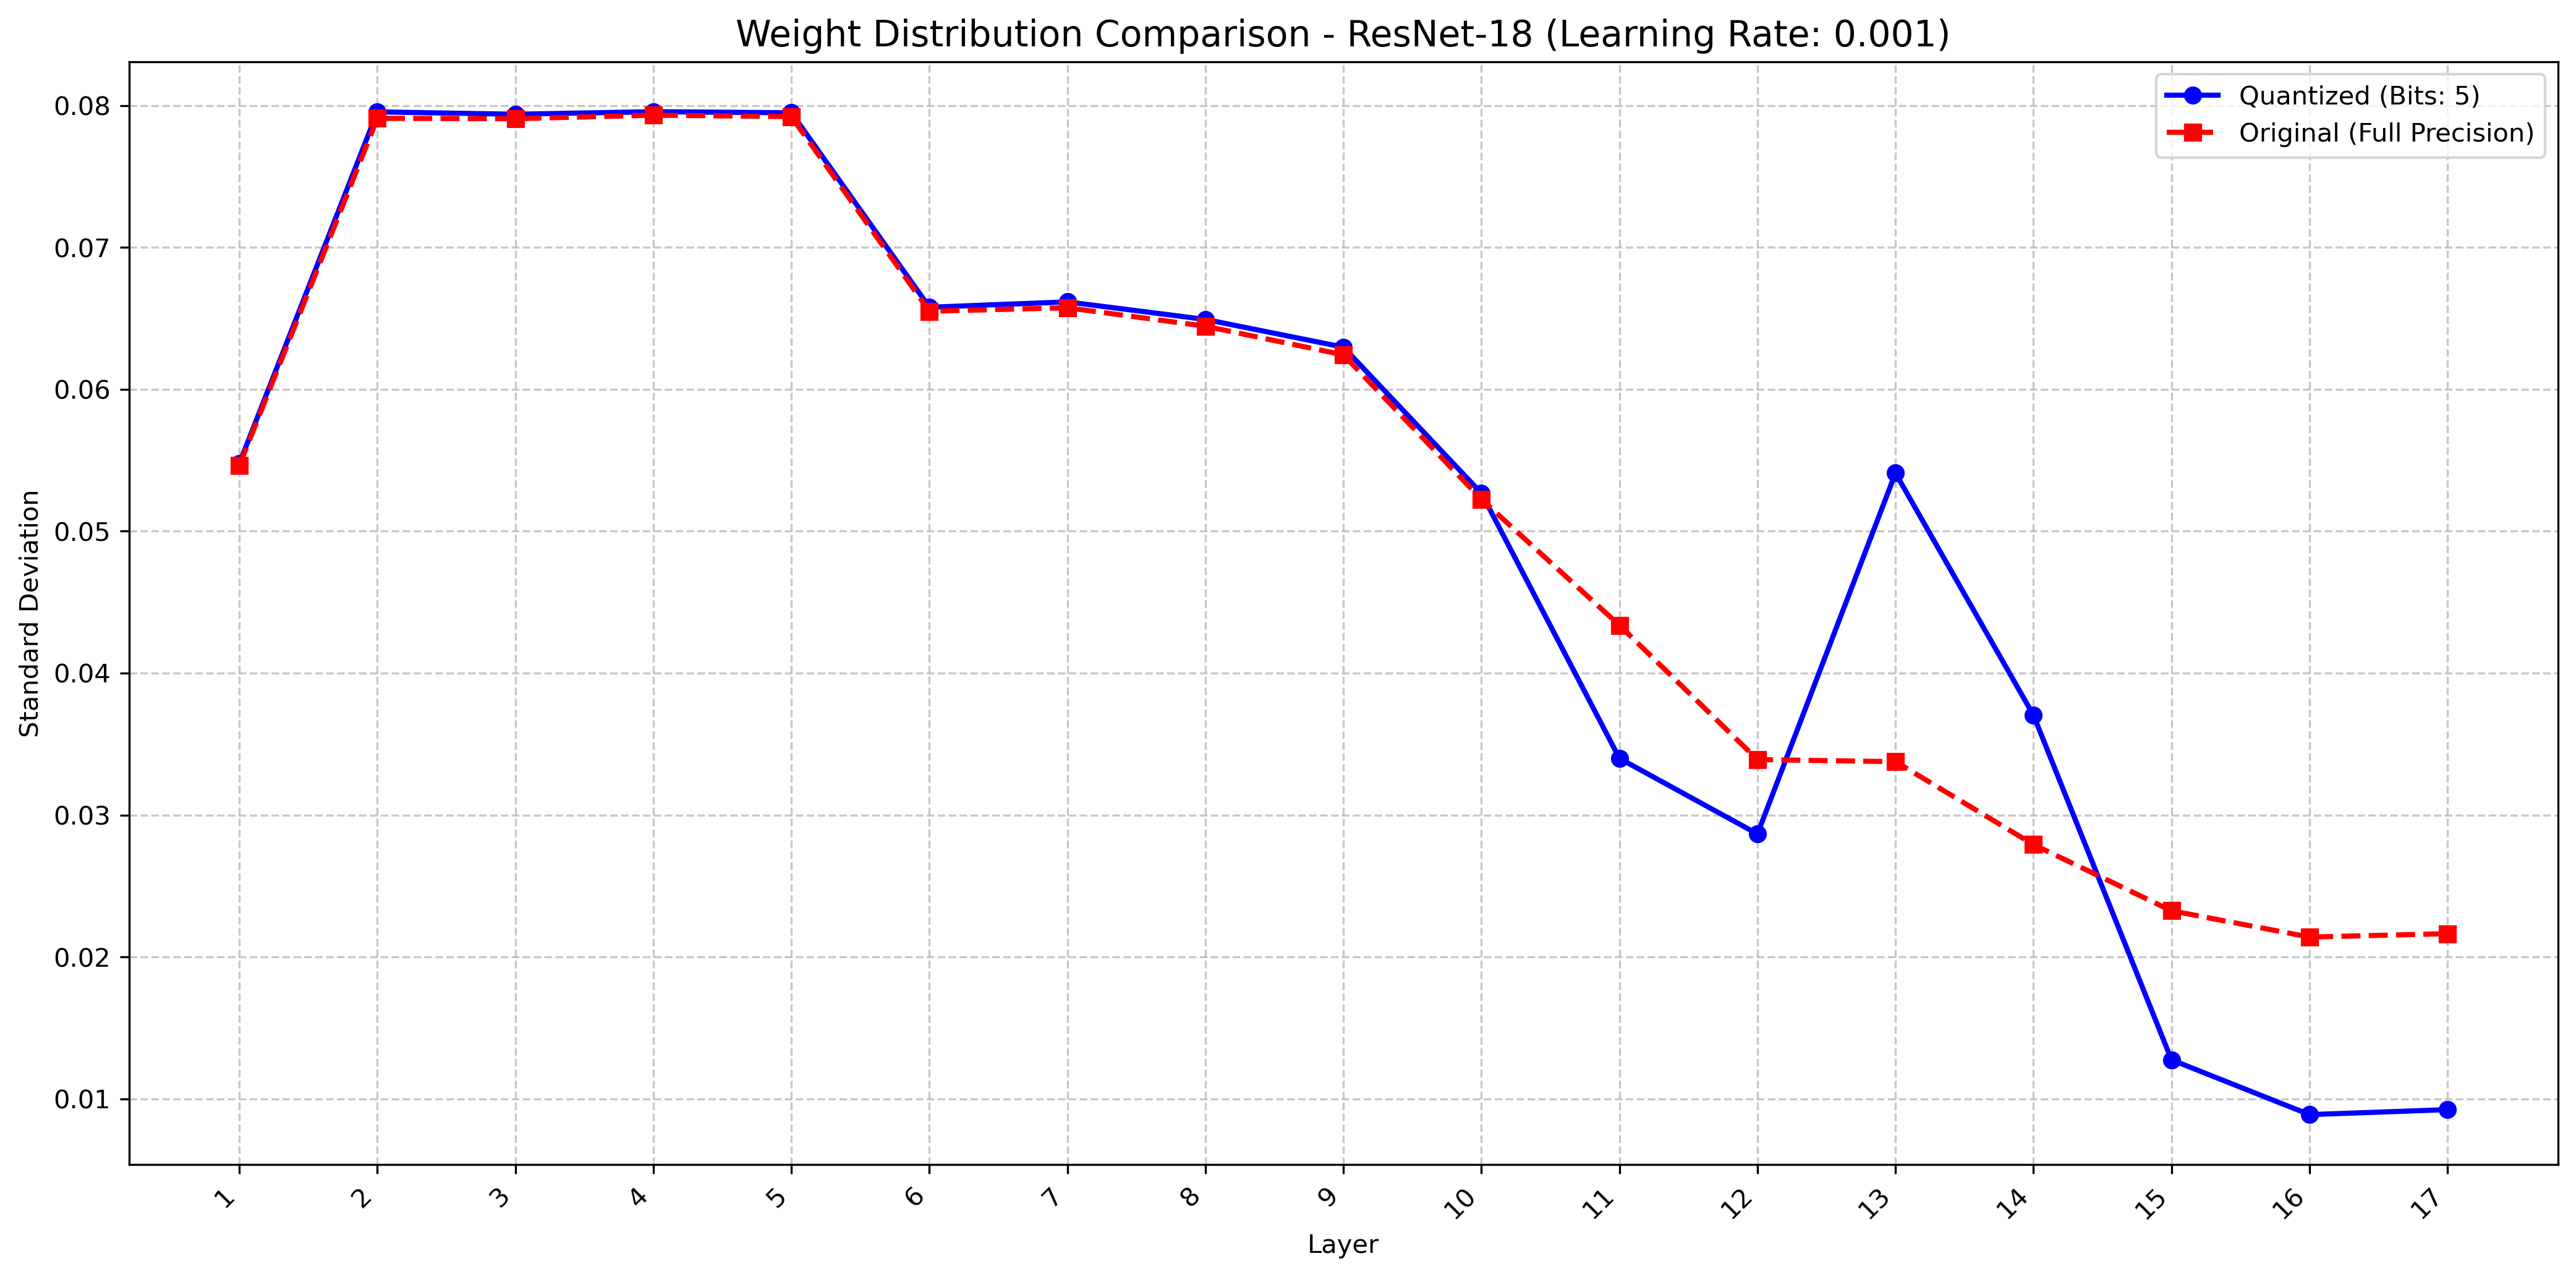 Weight Distribution Comparison - ResNet-18 (Learning Rate: 0.001)
Quantized (Bits: 5)
Original (Full Precision)
Standard Deviation
0.08
0.07
0.06
0.05
0.04
0.03
0.02
0.01
1 2 3 4 5 6 7 8 9 10 11 12 13 14 15 16 17
Layer